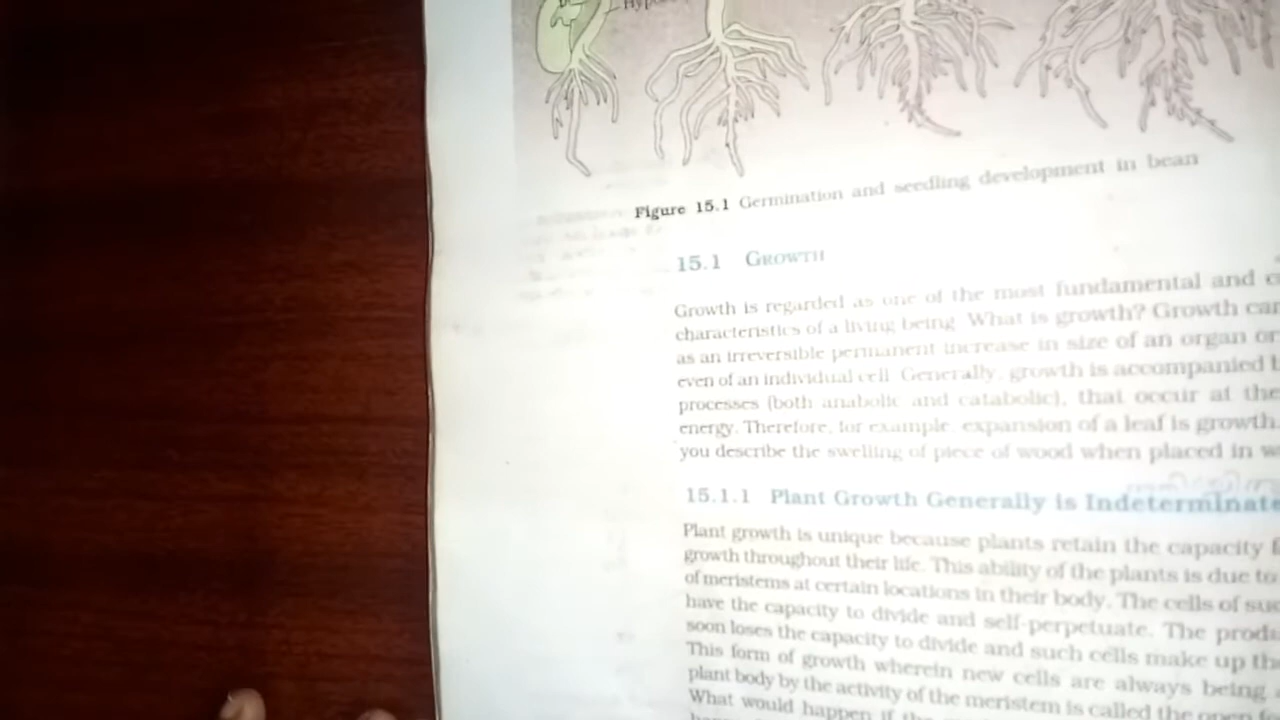 Figure 15.1 Germination and seedling development in bean
15.1 GROWTH
Growth is regarded as one of the most fundamental and
characteristics of a living being. What is growth? Growth can
as an irreversible permanent increase in size of an organ or
even of an individual cell. Generally, growth is accompanied
processes (both anabolic and catabolic), that occur at the
energy. Therefore, for example, expansion of a leaf is growth.
you describe the swelling of piece of wood when placed in
15.1.1 Plant Growth Generally is Indeterminate
Plant growth is unique because plants retain the capacity
growth throughout their life. This ability of the plants is due to
of meristems at certain locations in their body. The cells of
have the capacity to divide and self-perpetuate. The
soon loses the capacity to divide and such cells make up
This form of growth wherein new cells are always being
plant body by the activity of the meristem is called the open
What would happen if